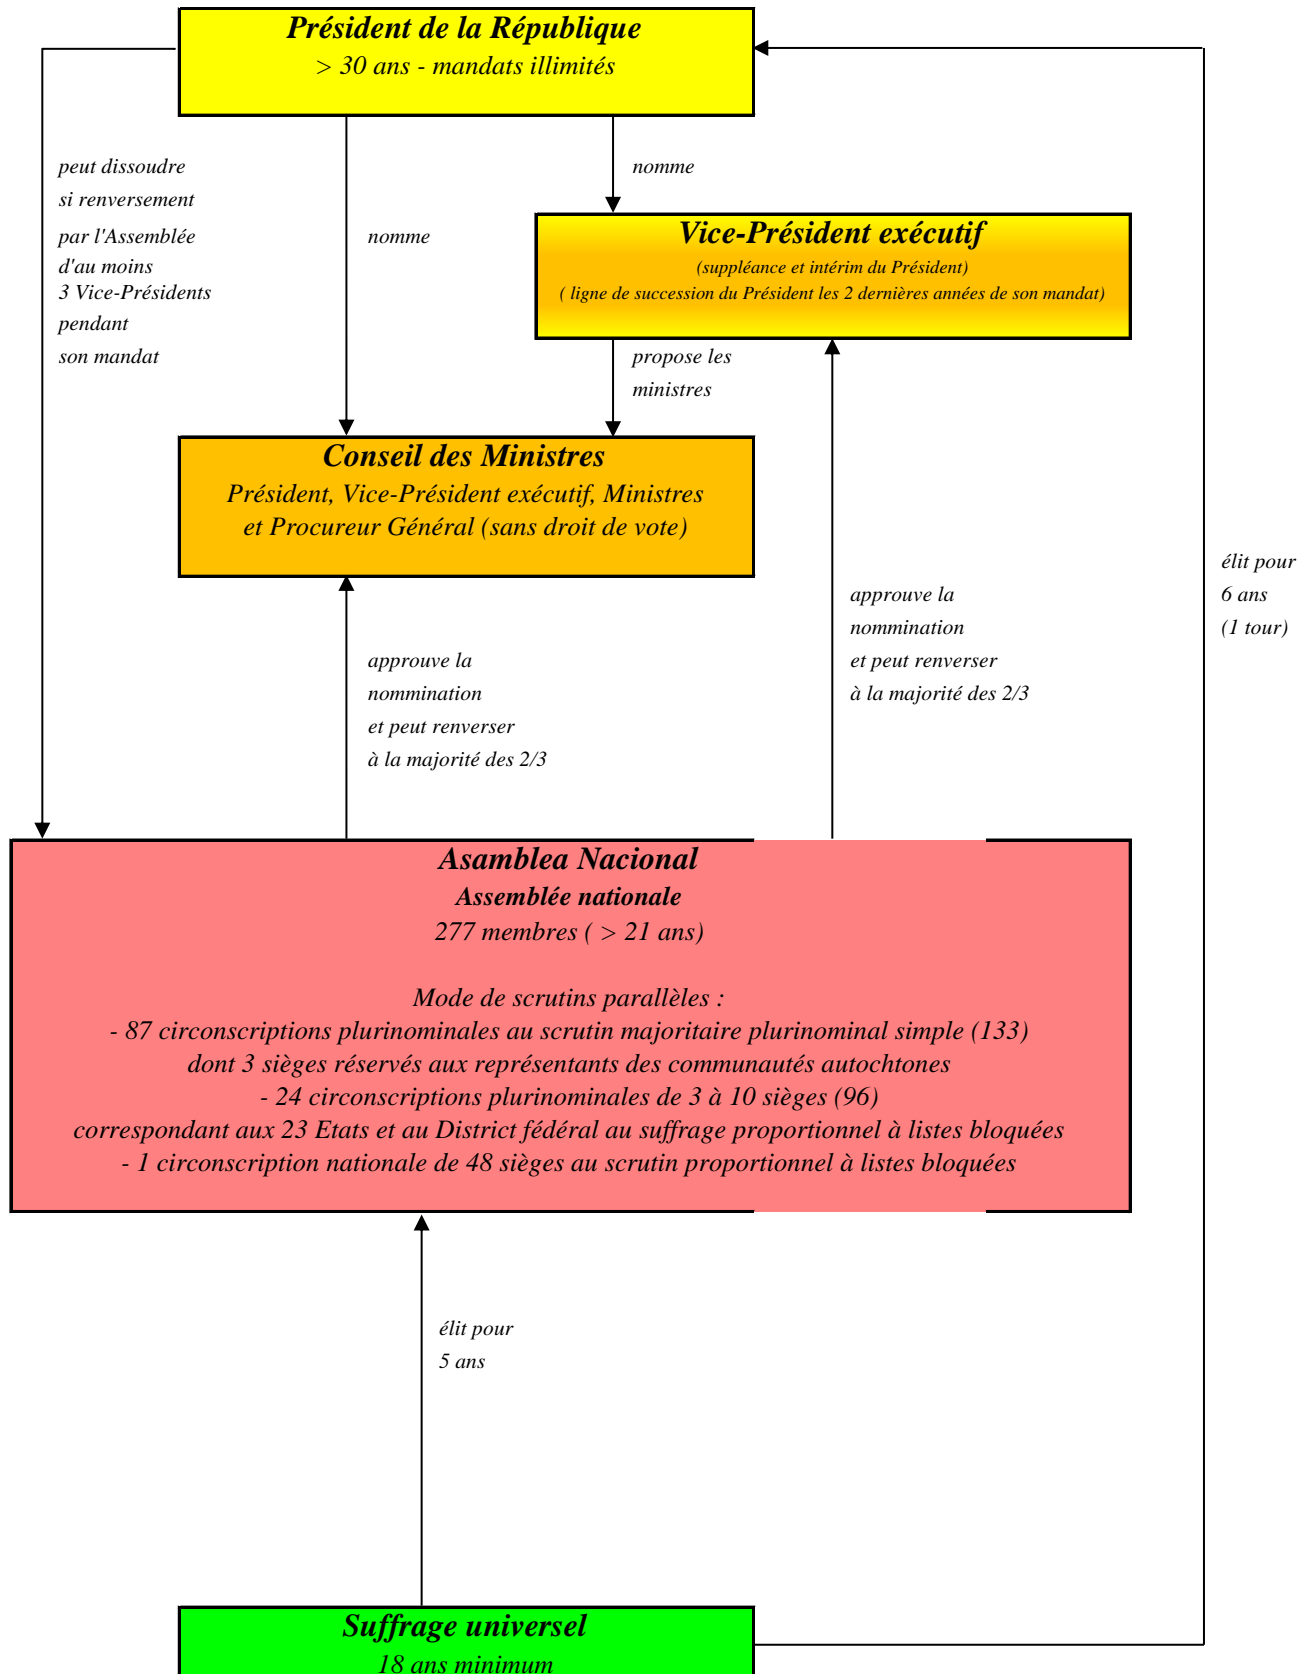 Président de la République
> 30 ans - mandats illimités
peut dissoudre
si renversement
par l'Assemblée
d'au moins
3 Vice-Présidents
pendant
son mandat
nomme
nomme
Vice-Président exécutif
(suppléance et intérim du Président)
( ligne de succession du Président les 2 dernières années de son mandat)
propose les
ministres
Conseil des Ministres
Président, Vice-Président exécutif, Ministres
et Procureur Général (sans droit de vote)
élit pour
6 ans
(1 tour)
approuve la
nommination
et peut renverser
à la majorité des 2/3
approuve la
nommination
et peut renverser
à la majorité des 2/3
Asamblea Nacional
Assemblée nationale
277 membres ( > 21 ans)
Mode de scrutins parallèles :
- 87 circonscriptions plurinominales au scrutin majoritaire plurinominal simple (133)
dont 3 sièges réservés aux représentants des communautés autochtones
- 24 circonscriptions plurinominales de 3 à 10 sièges (96)
correspondant aux 23 Etats et au District fédéral au suffrage proportionnel à listes bloquées
- 1 circonscription nationale de 48 sièges au scrutin proportionnel à listes bloquées
élit pour
5 ans
Suffrage universel
18 ans minimum